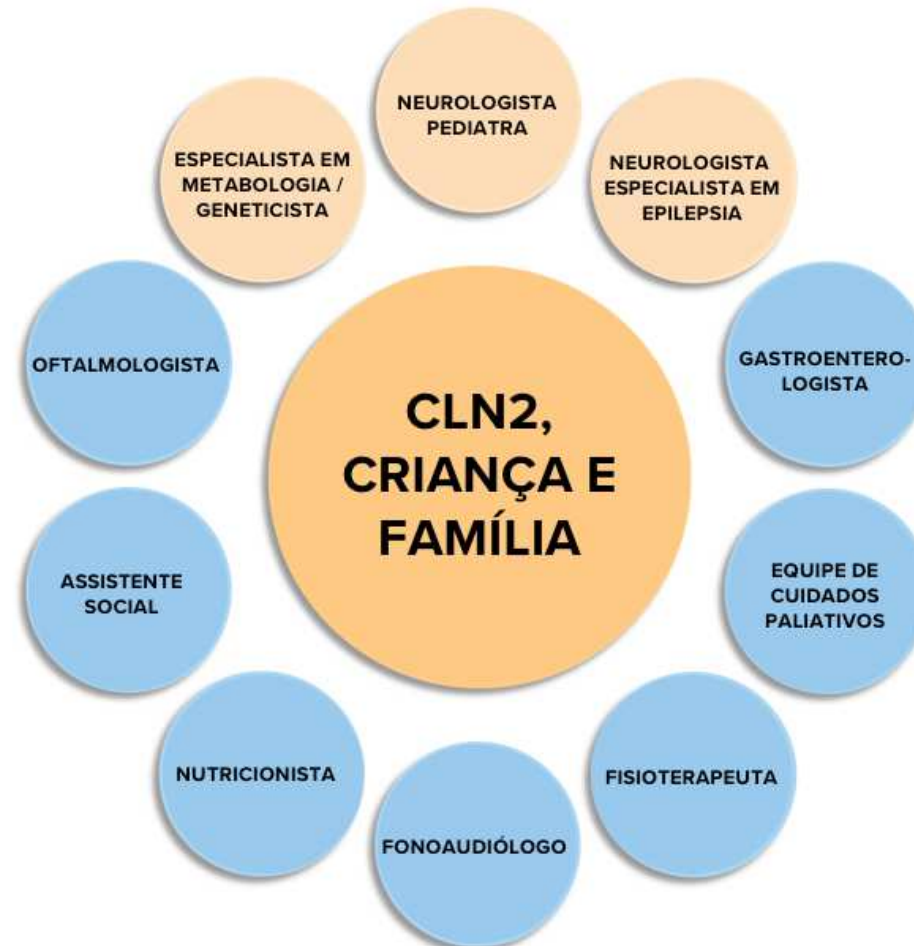 NEUROLOGISTA
PEDIATRA
ESPECIALISTA EM
METABOLOGIA /
GENETICISTA
NEUROLOGISTA
ESPECIALISTA EM
EPILEPSIA
OFTALMOLOGISTA
GASTROENTERO-
LOGISTA
CLN2,
CRIANÇA E
FAMÍLIA
ASSISTENTE
SOCIAL
EQUIPE DE
CUIDADOS
PALIATIVOS
NUTRICIONISTA
FISIOTERAPEUTA
FONOAUDIÓLOGO